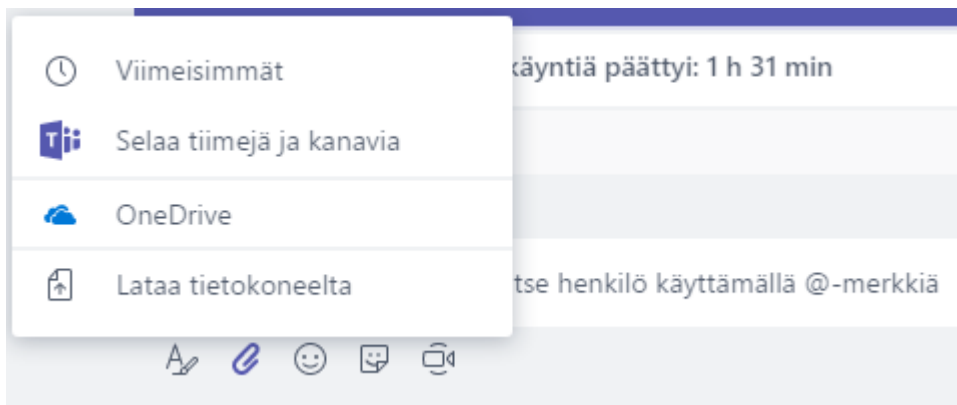 Viimeisimmät
käyntiä päättyi: 1 h 31 min
Selaa tiimejä ja kanavia
OneDrive
Lataa tietokoneelta
tse henkilö käyttämällä @-merkkiä